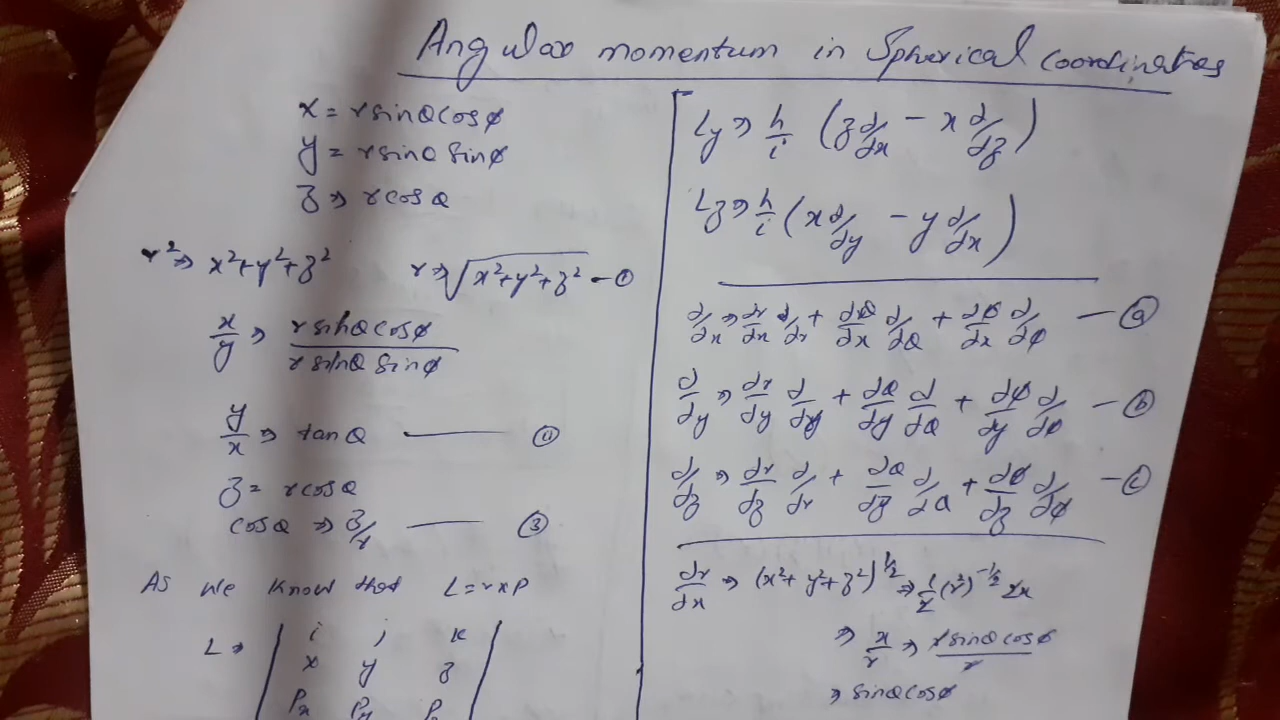 Angular momentum in Spherical coordinates
x = r sinθ cosϕ
y = r sinθ sinϕ
z ⇒ r cosθ
r² ⇒ x²+y²+z² r ⇒ √(x²+y²+z²) — ①
x/y ⇒ r sinθ cosϕ / r sinθ sinϕ
y/x ⇒ tanθ — ⑪
z = r cosθ
cosθ ⇒ z/r — ③
As we know that L = r x P
L ⇒ | i j k
x y z
Px Py Pz |
Ly ⇒ h/i (z d/dx - x d/dz)
Lz ⇒ h/i (x d/dy - y d/dx)
d/dx ⇒ dr/dx d/dr + dθ/dx d/dθ + dϕ/dx d/dϕ — ⓐ
d/dy ⇒ dr/dy d/dr + dθ/dy d/dθ + dϕ/dy d/dϕ — ⓑ
d/dz ⇒ dr/dz d/dr + dθ/dz d/dθ + dϕ/dz d/dϕ — ⓒ
dr/dx ⇒ (x²+y²+z²)^1/2 ⇒ 1/2 (r²)^-1/2 2x
⇒ x/r ⇒ r sinθ cosϕ / r
⇒ sinθ cosϕ